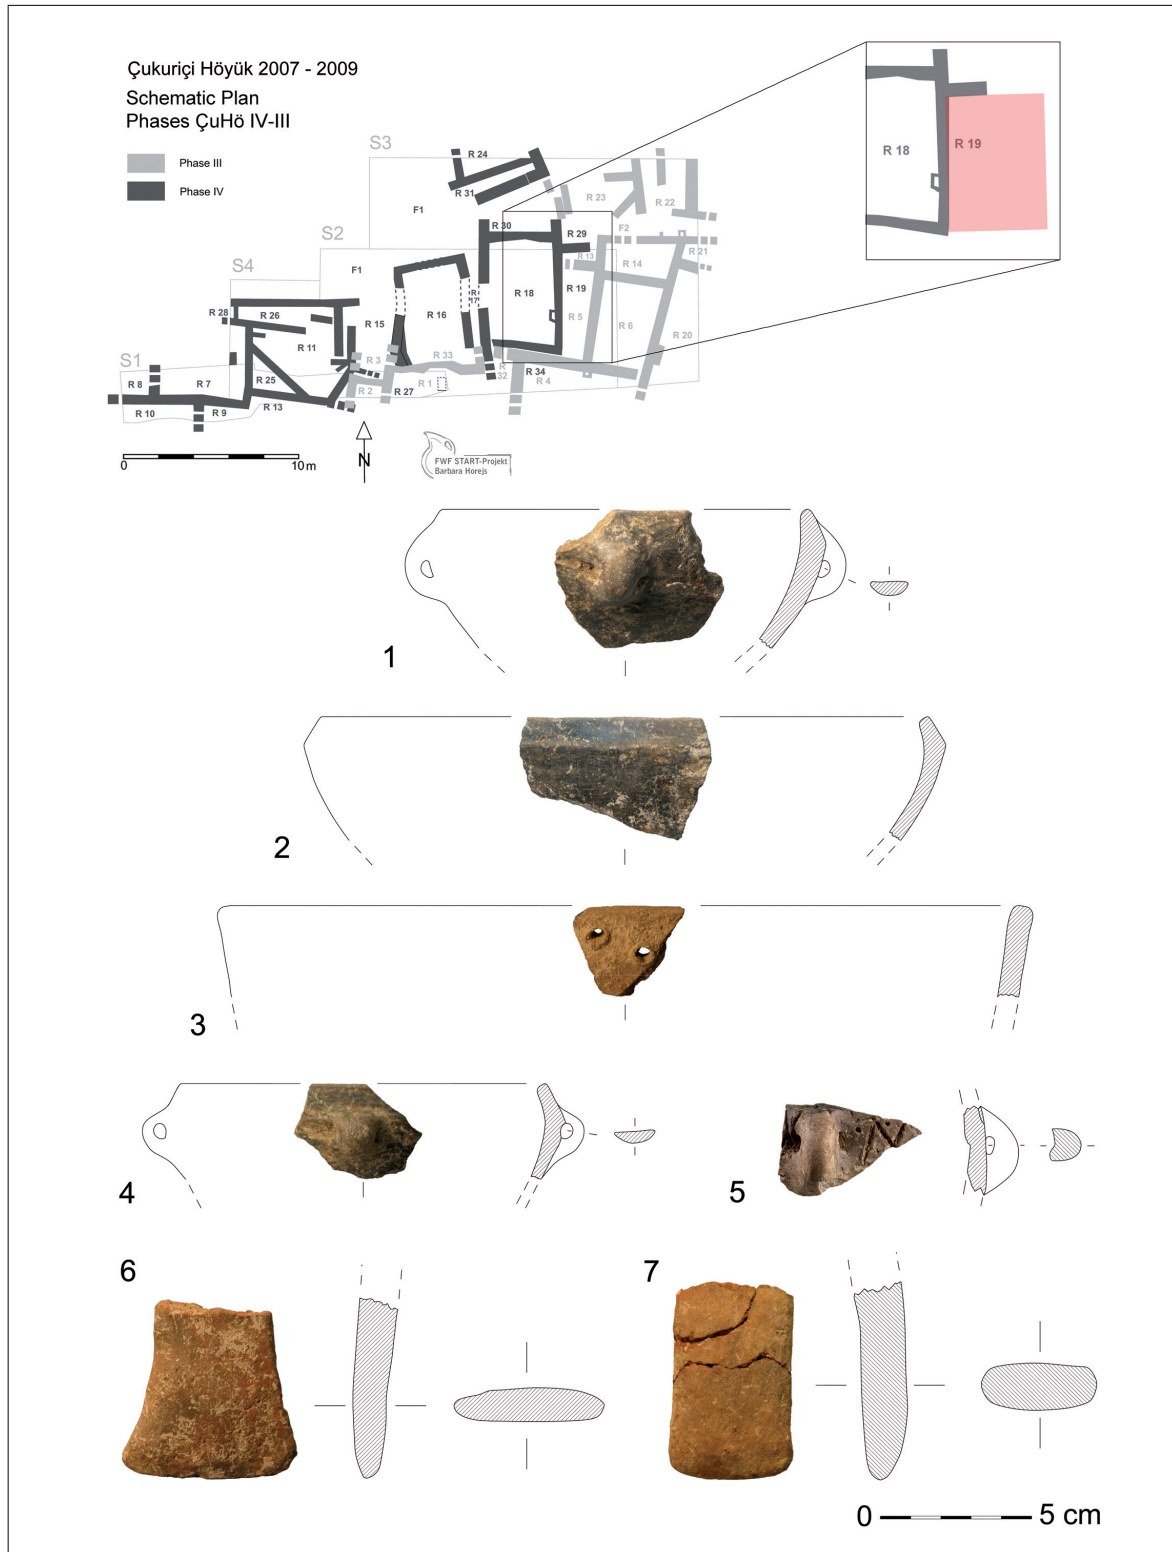 Çukuriçi Höyük 2007 - 2009
Schematic Plan
Phases ÇuHö IV-III
Phase III
Phase IV
S3
R 24
R 31
F1
R 23
R 22
R 18
R 19
S2
R 30
R 29
F2
R 21
F1
R 13
R 14
S4
R 17
R 18
R 19
R 28
R 26
R 15
R 16
R 5
R 6
R 20
R 11
S1
R 3
R 33
R 8
R 7
R 25
R 32
R 34
R 2
R 27
R 1
R 4
R 10
R 9
R 13
0
10 m
N
FWF START-Projekt
Barbara Horejs
1
2
3
4
5
6
7
0
5 cm